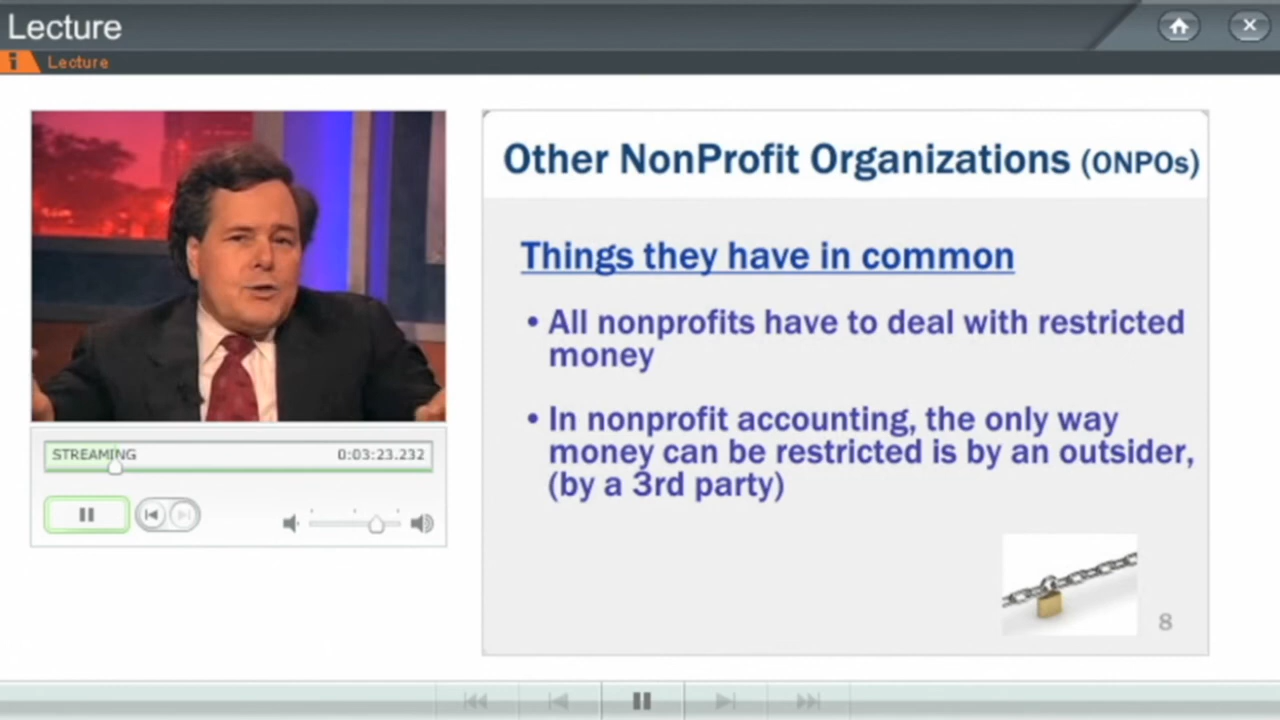 Lecture
i Lecture
Other NonProfit Organizations (ONPOs)
Things they have in common
• All nonprofits have to deal with restricted
money
• In nonprofit accounting, the only way
money can be restricted is by an outsider,
(by a 3rd party)
STREAMING 0:03:23.232
8